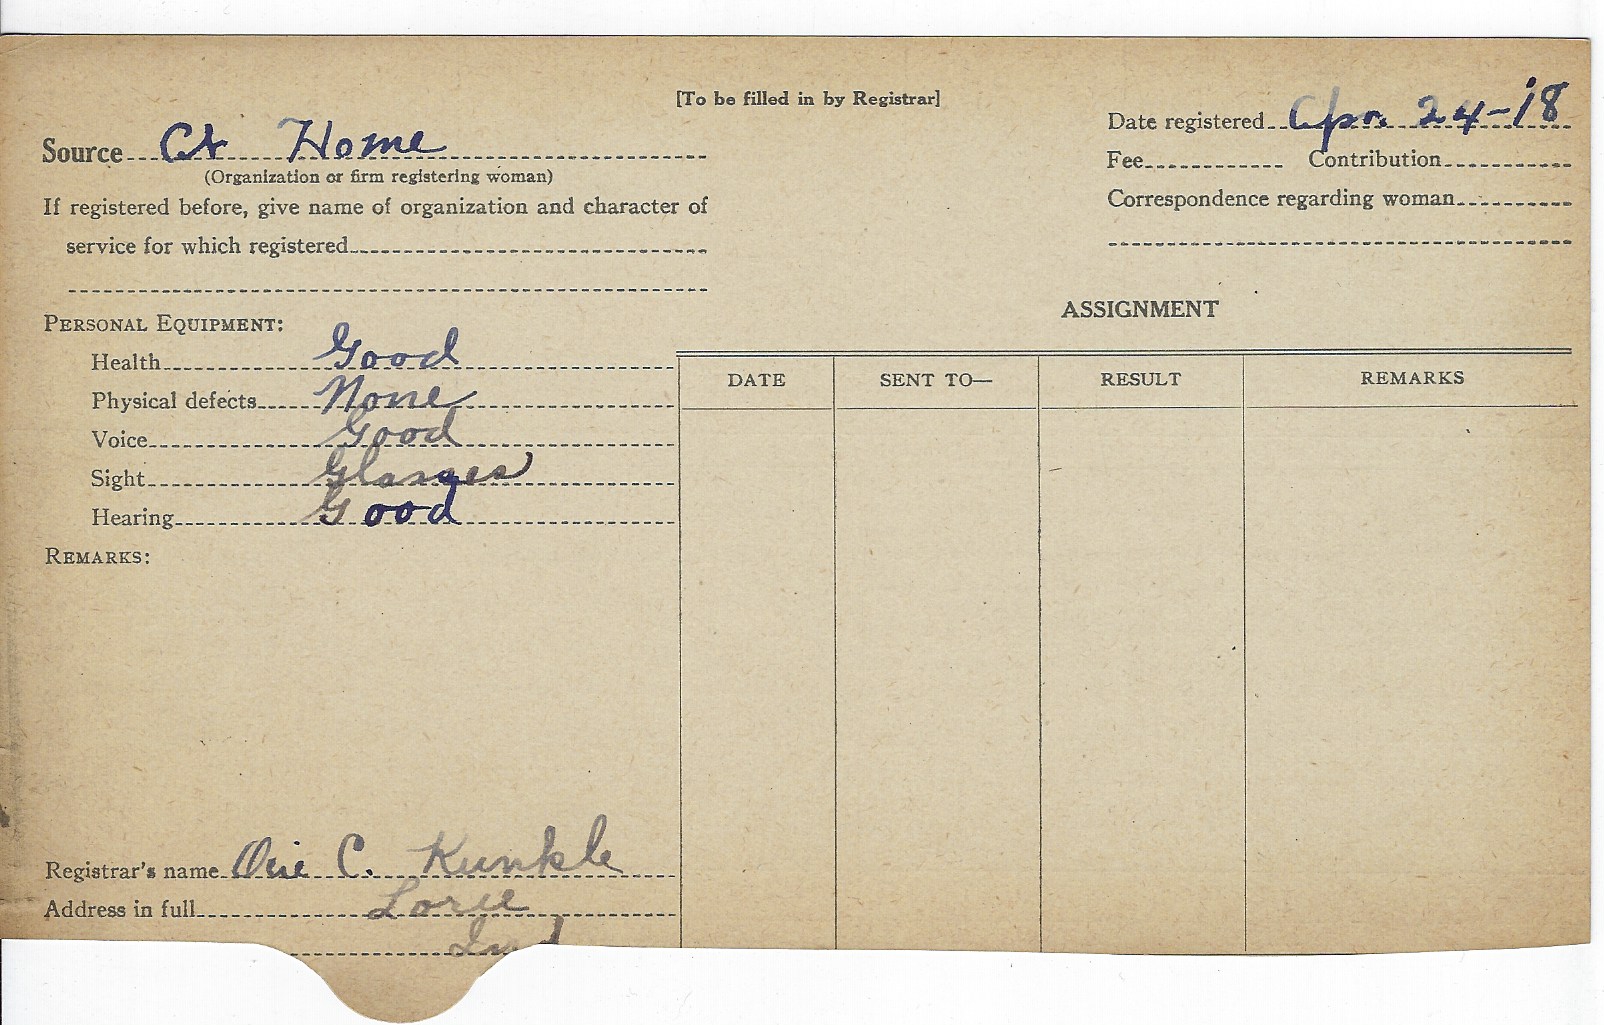 [To be filled in by Registrar]
Source At Home
(Organization or firm registering woman)
If registered before, give name of organization and character of
service for which registered
Date registered Apr. 24-18
Fee Contribution
Correspondence regarding woman
PERSONAL EQUIPMENT:
Health Good
Physical defects None
Voice Good
Sight Glasses
Hearing Good
REMARKS:
ASSIGNMENT
DATE SENT TO— RESULT REMARKS
Registrar's name C. Kunkle
Address in full Loree
Ind